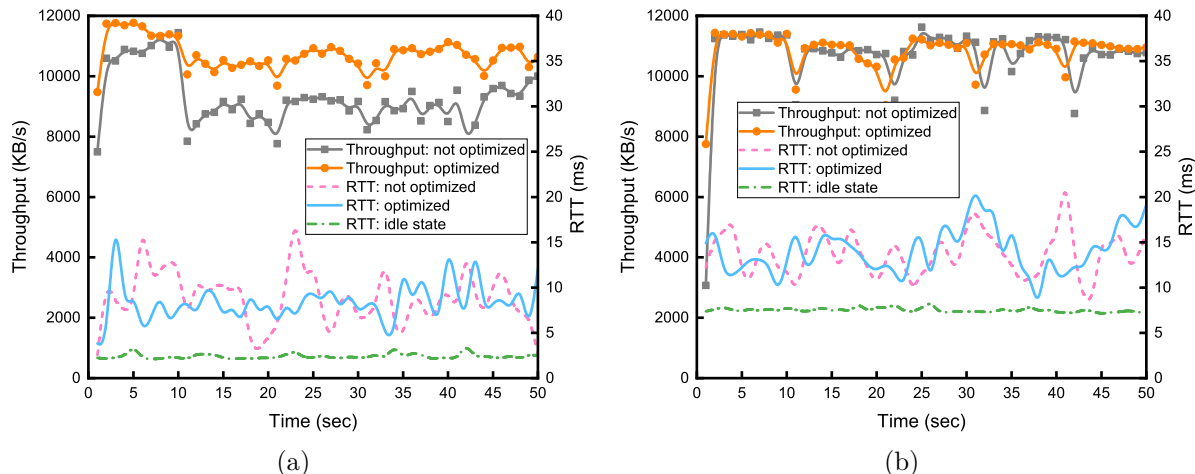 12000
10000
8000
6000
4000
2000
0
Throughput (KB/s)
40
35
30
25
20
15
10
5
0
RTT (ms)
Throughput: not optimized
Throughput: optimized
RTT: not optimized
RTT: optimized
RTT: idle state
0 5 10 15 20 25 30 35 40 45 50
Time (sec)
(a)
12000
10000
8000
6000
4000
2000
0
Throughput (KB/s)
40
35
30
25
20
15
10
5
0
RTT (ms)
Throughput: not optimized
Throughput: optimized
RTT: not optimized
RTT: optimized
RTT: idle state
0 5 10 15 20 25 30 35 40 45 50
Time (sec)
(b)